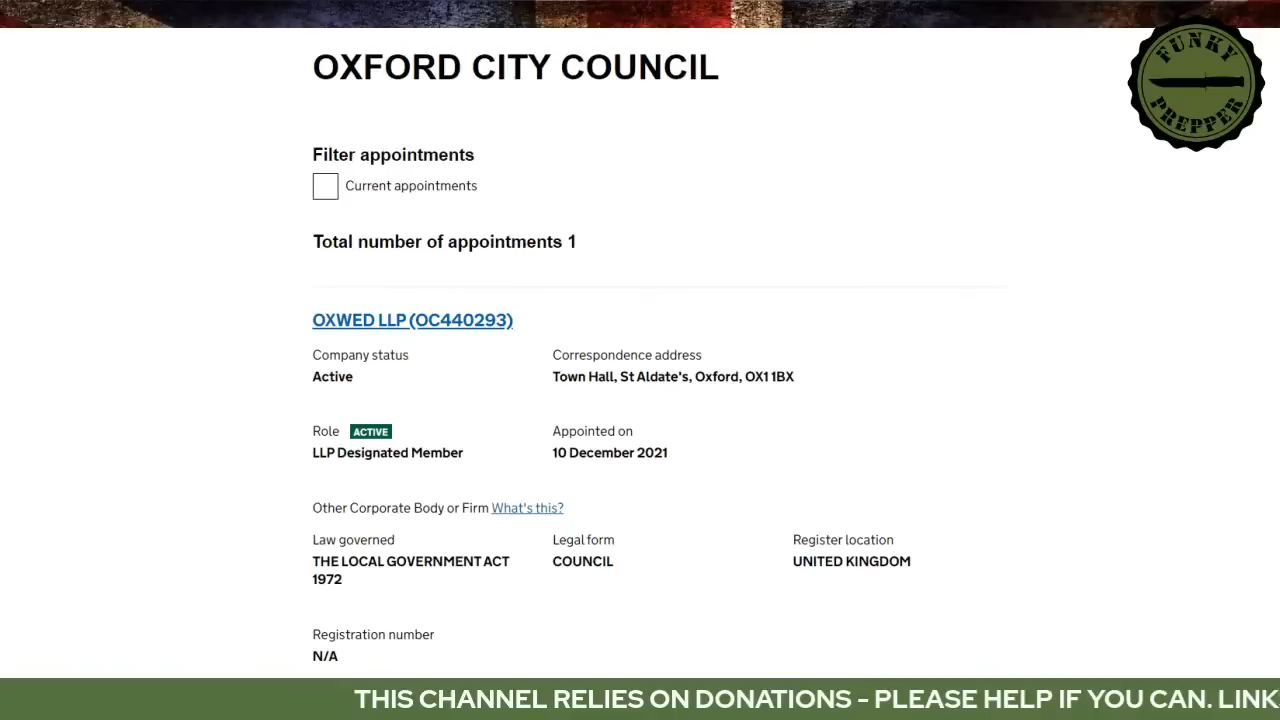 OXFORD CITY COUNCIL
FUNKY
PREPPER
Filter appointments
Current appointments
Total number of appointments 1
OXWED LLP (OC440293)
Company status
Correspondence address
Active
Town Hall, St Aldate's, Oxford, OX1 1BX
Role ACTIVE
Appointed on
LLP Designated Member
10 December 2021
Other Corporate Body or Firm What's this?
Law governed
Legal form
Register location
THE LOCAL GOVERNMENT ACT
1972
COUNCIL
UNITED KINGDOM
Registration number
N/A
THIS CHANNEL RELIES ON DONATIONS - PLEASE HELP IF YOU CAN. LINK